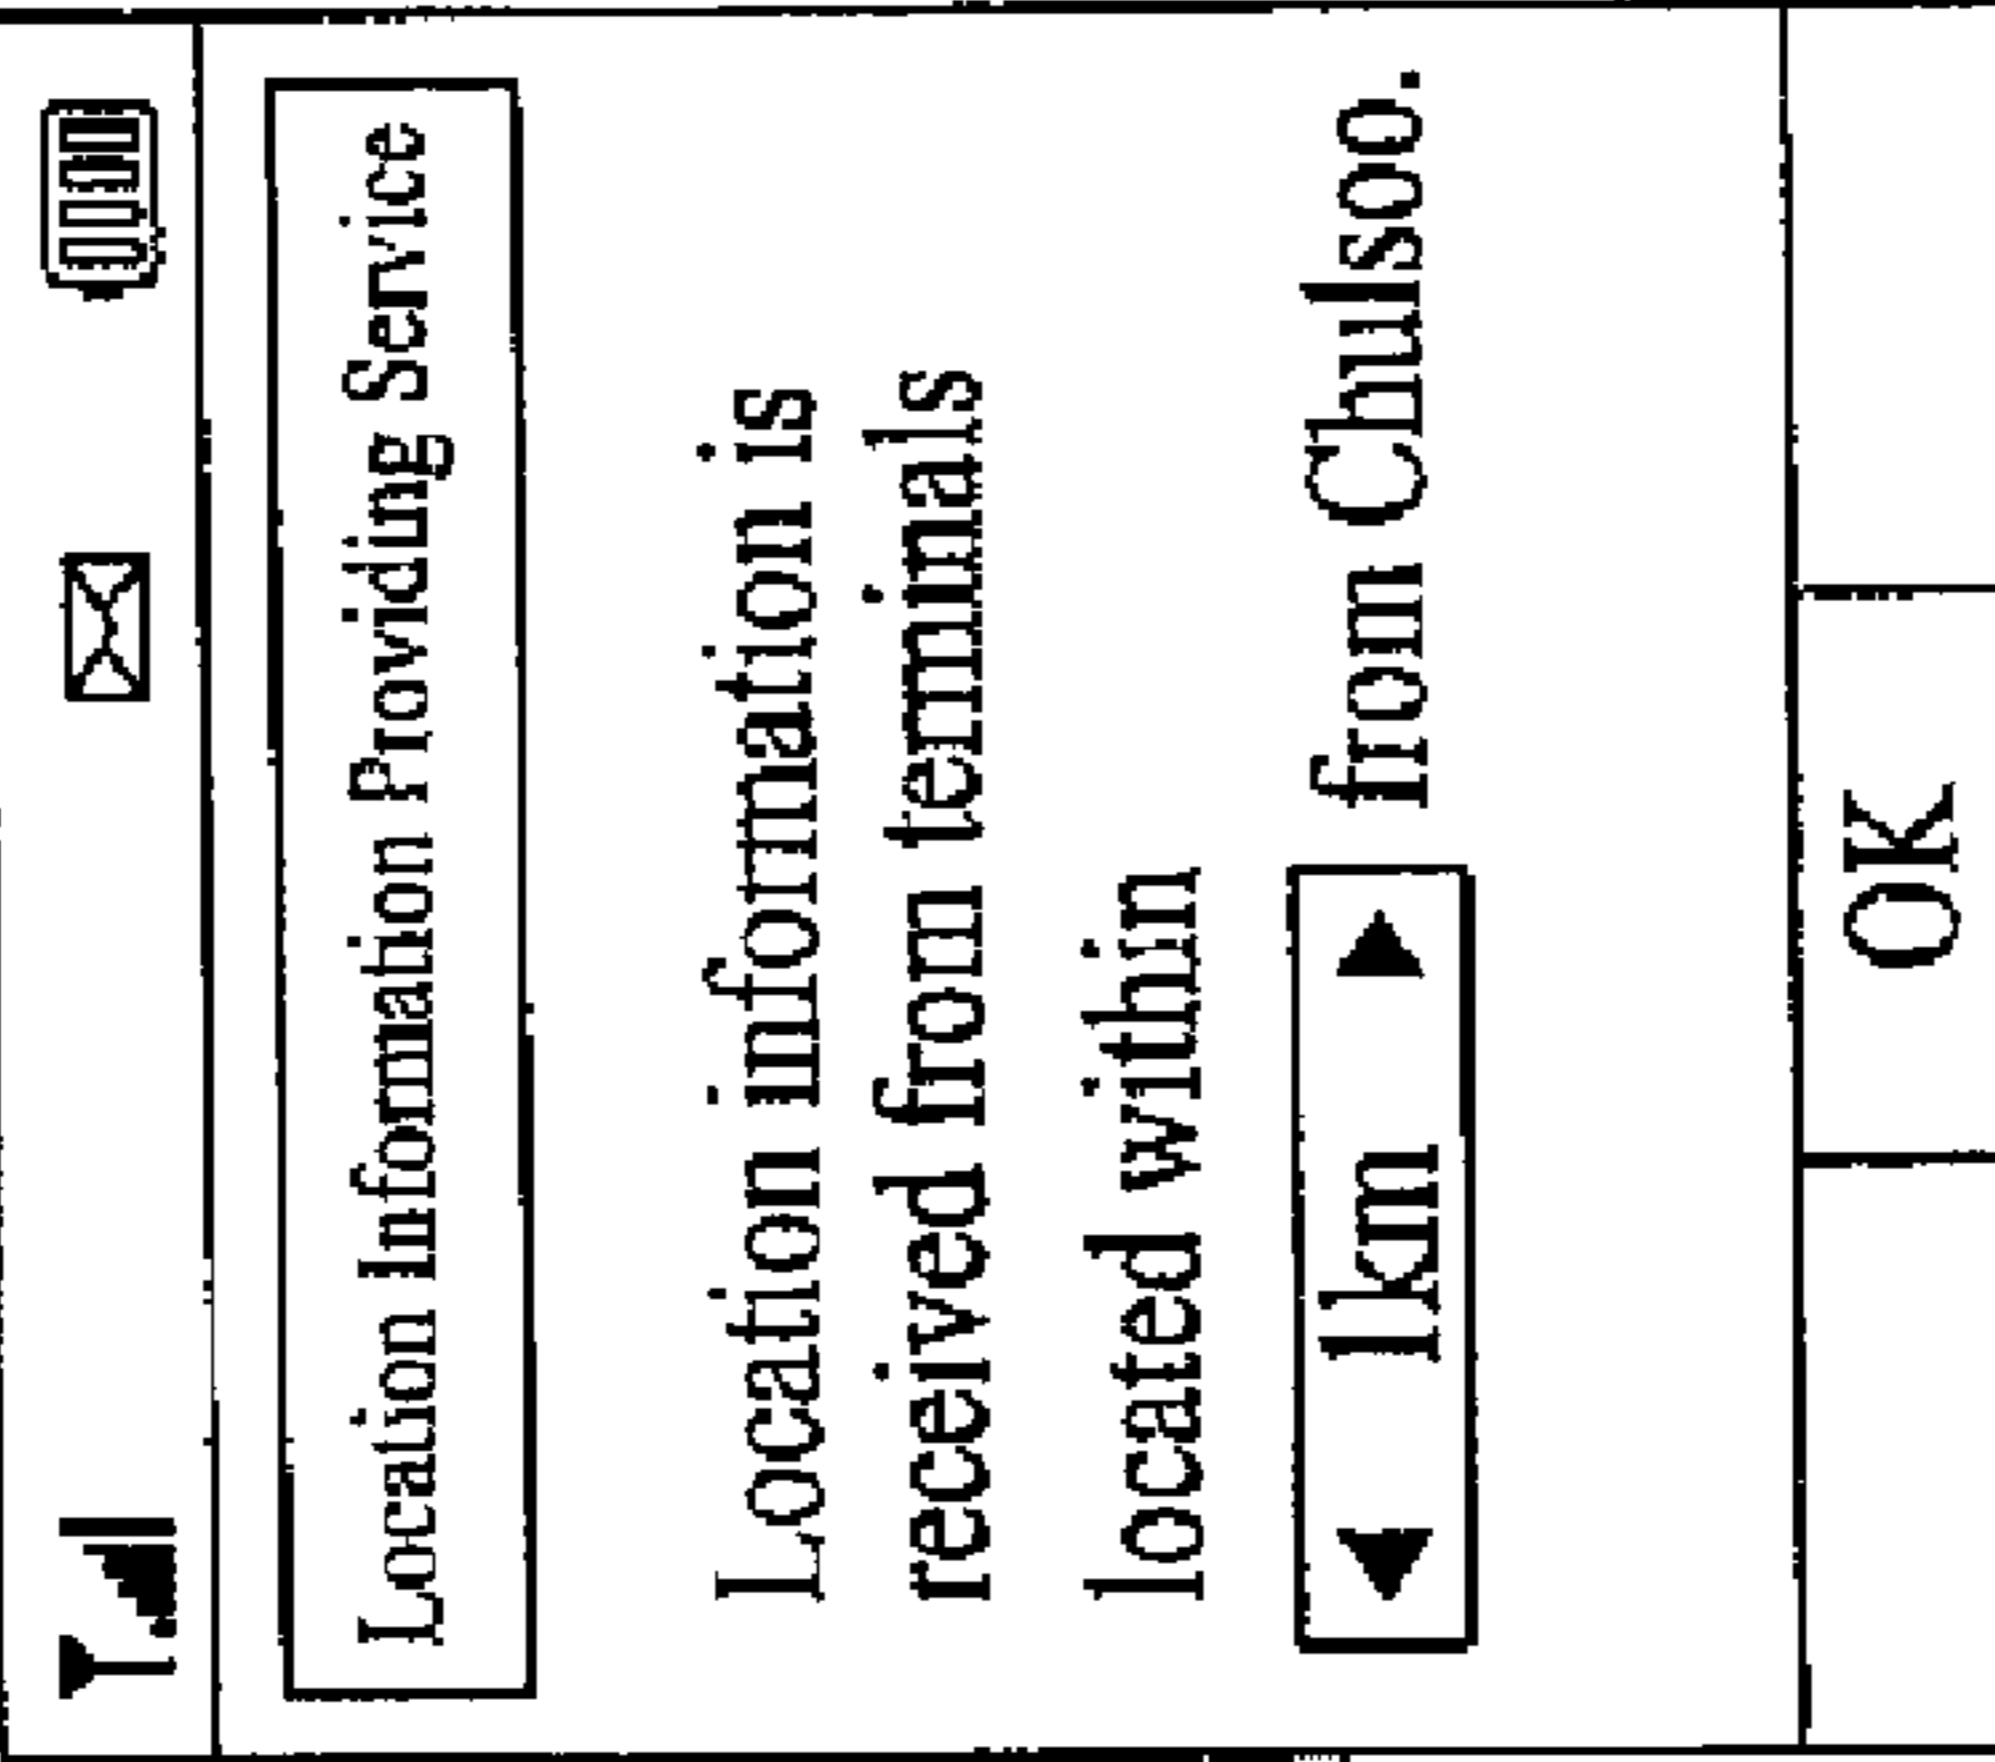 Location Information Providing Service
Location information is
received from terminals
located within
◀ 1km ▶ from Chulsoo.
OK